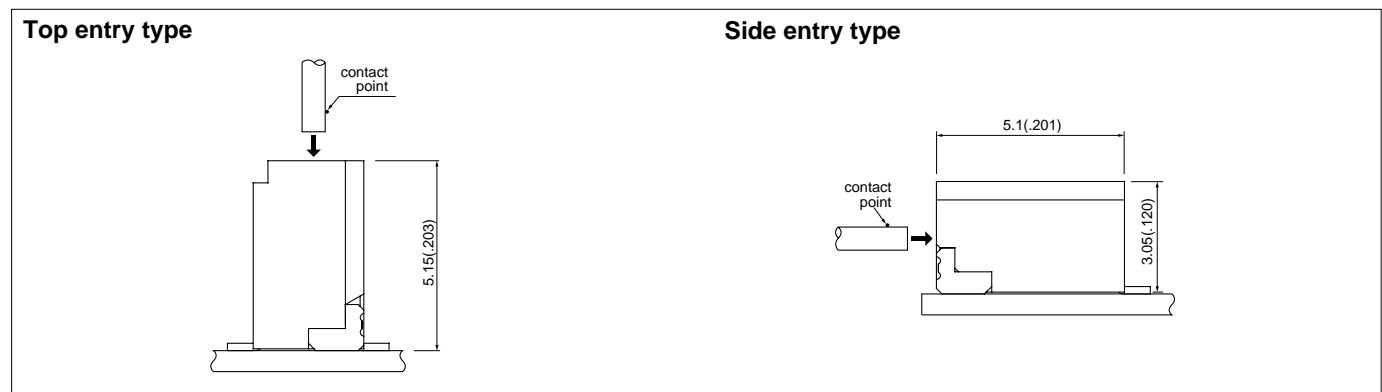 Top entry type
contact
point
5.15(.203)
Side entry type
5.1(.201)
contact
point
3.05(.120)